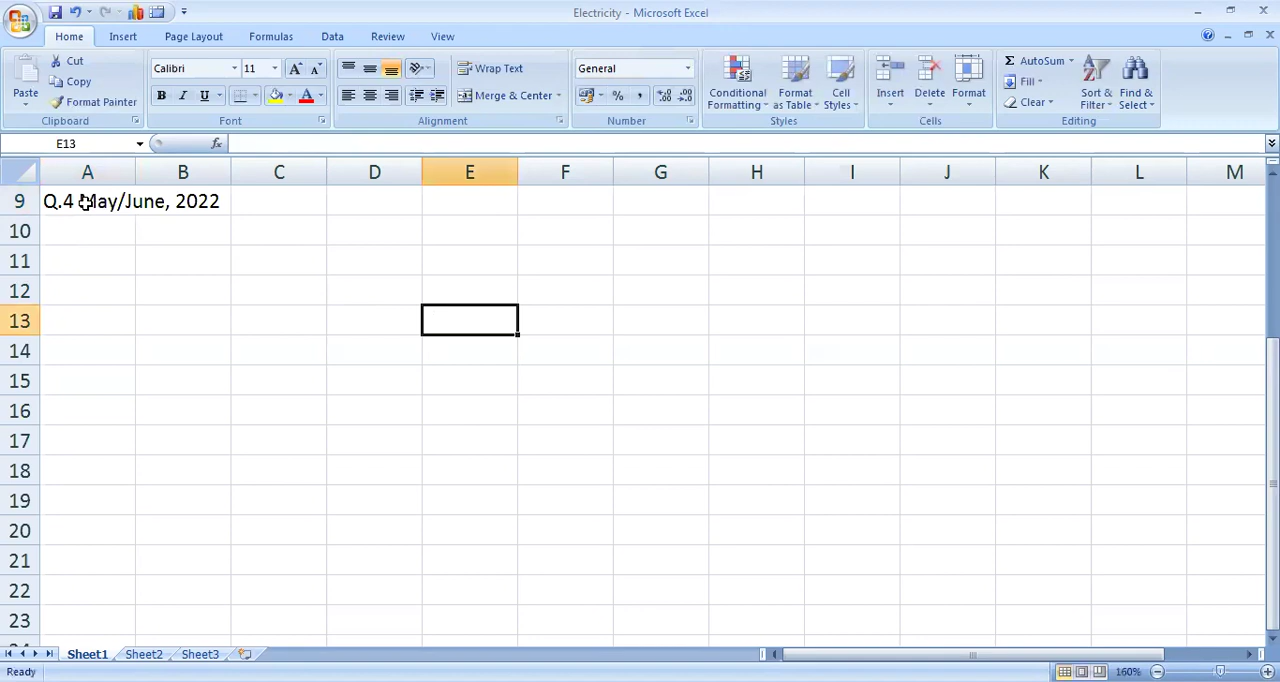 Electricity - Microsoft Excel
Home Insert Page Layout Formulas Data Review View
Paste
Cut
Copy
Format Painter
Clipboard
Calibri 11
B I U
Font
Wrap Text
Merge & Center
Alignment
General
% ,
Number
Conditional Formatting
Format as Table
Cell Styles
Styles
Insert
Delete
Format
Cells
Σ AutoSum
Fill
Clear
Sort & Filter
Find & Select
Editing
E13 fx
A B C D E F G H I J K L M
9 Q.4 May/June, 2022
10
11
12
13
14
15
16
17
18
19
20
21
22
23
Sheet1 Sheet2 Sheet3
Ready 160%